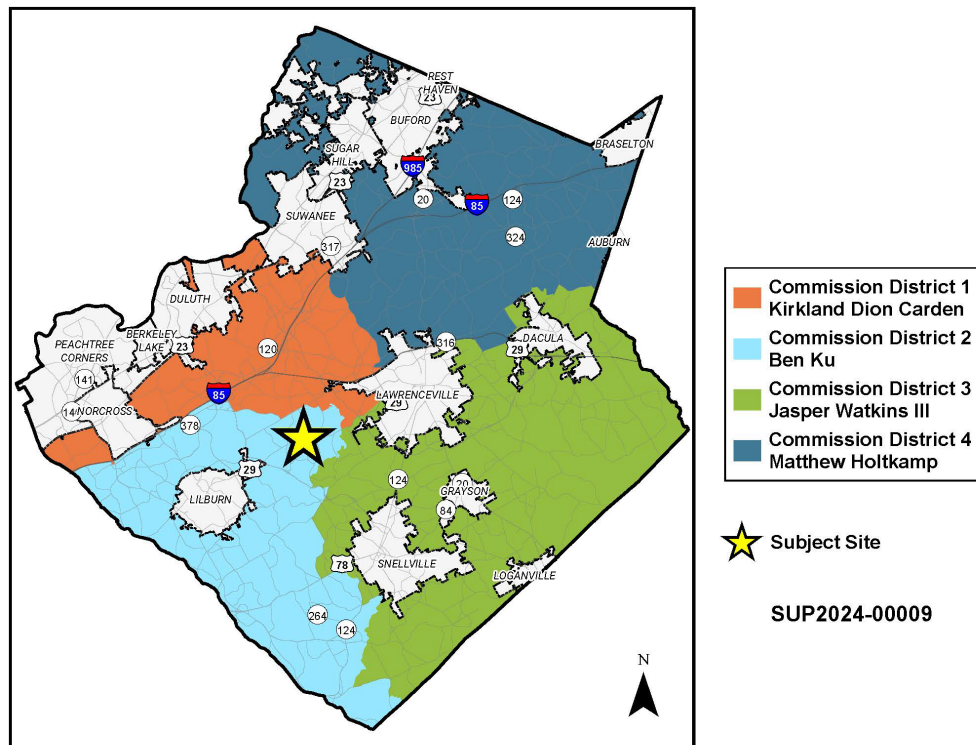 REST
HAVEN
23
BUFORD
BRASELTON
SUGAR
HILL
985
23
20
85
124
SUWANEE
324
317
AUBURN
DULUTH
BERKELEY
LAKE
23
PEACHTREE
CORNERS
120
316
29
DACULA
141
85
LAWRENCEVILLE
29
14
NORCROSS
378
29
LILBURN
124
20
GRAYSON
84
78
SNELLVILLE
LOGANVILLE
264
124
N
Commission District 1
Kirkland Dion Carden
Commission District 2
Ben Ku
Commission District 3
Jasper Watkins III
Commission District 4
Matthew Holtkamp
Subject Site
SUP2024-00009